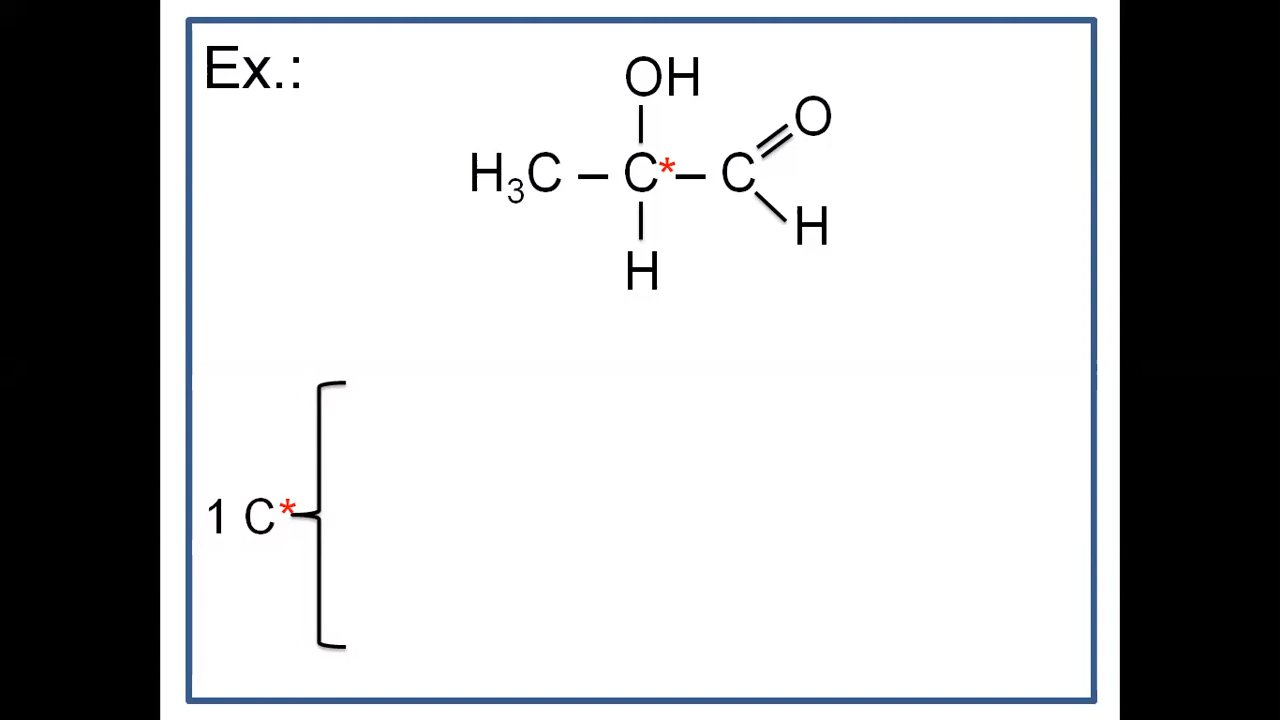 Ex.:
OH
O
H₃C – C* – C
H
H
1 C*